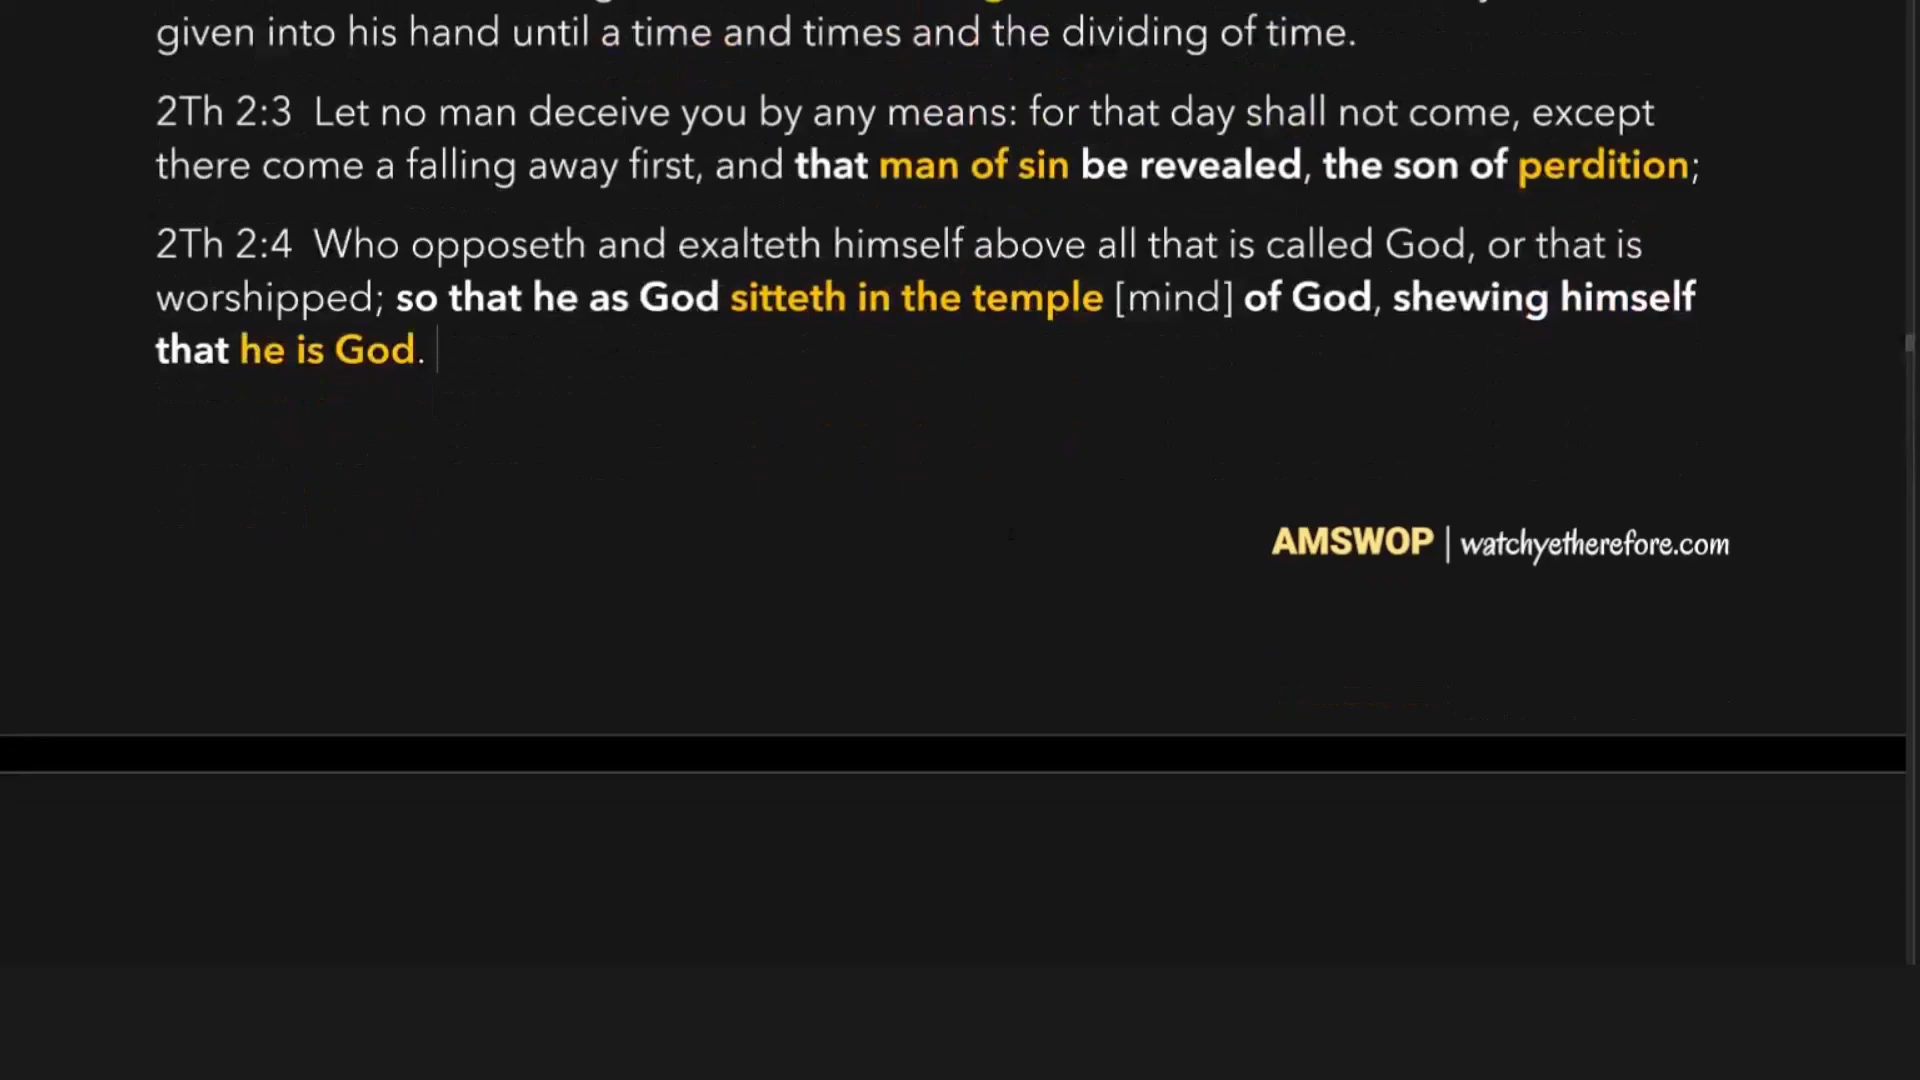 given into his hand until a time and times and the dividing of time.
2Th 2:3 Let no man deceive you by any means: for that day shall not come, except
there come a falling away first, and that man of sin be revealed, the son of perdition;
2Th 2:4 Who opposeth and exalteth himself above all that is called God, or that is
worshipped; so that he as God sitteth in the temple [mind] of God, shewing himself
that he is God.
AMSWOP | watchyetherefore.com